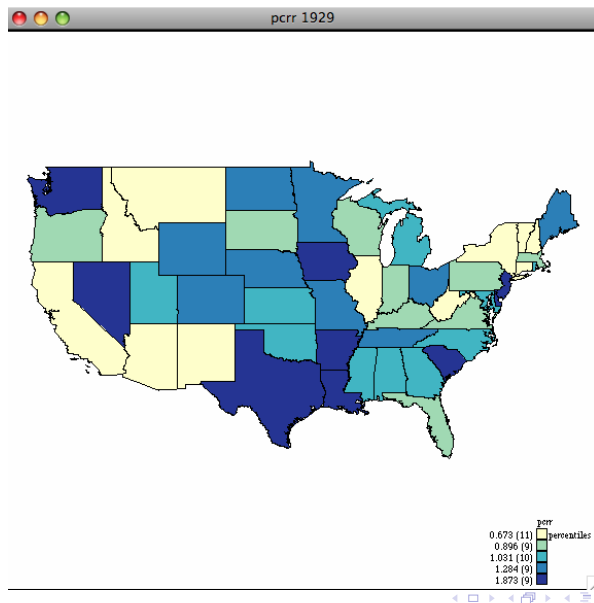 pcrr 1929
pcrr
0.673 (11) percentiles
0.896 (9)
1.031 (10)
1.284 (9)
1.873 (9)